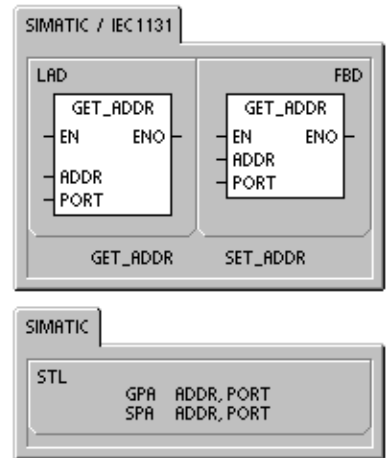 SIMATIC / IEC1131
LAD FBD
GET_ADDR GET_ADDR
EN ENO EN ENO
ADDR ADDR
PORT PORT
GET_ADDR SET_ADDR
SIMATIC
STL
GPA ADDR, PORT
SPA ADDR, PORT